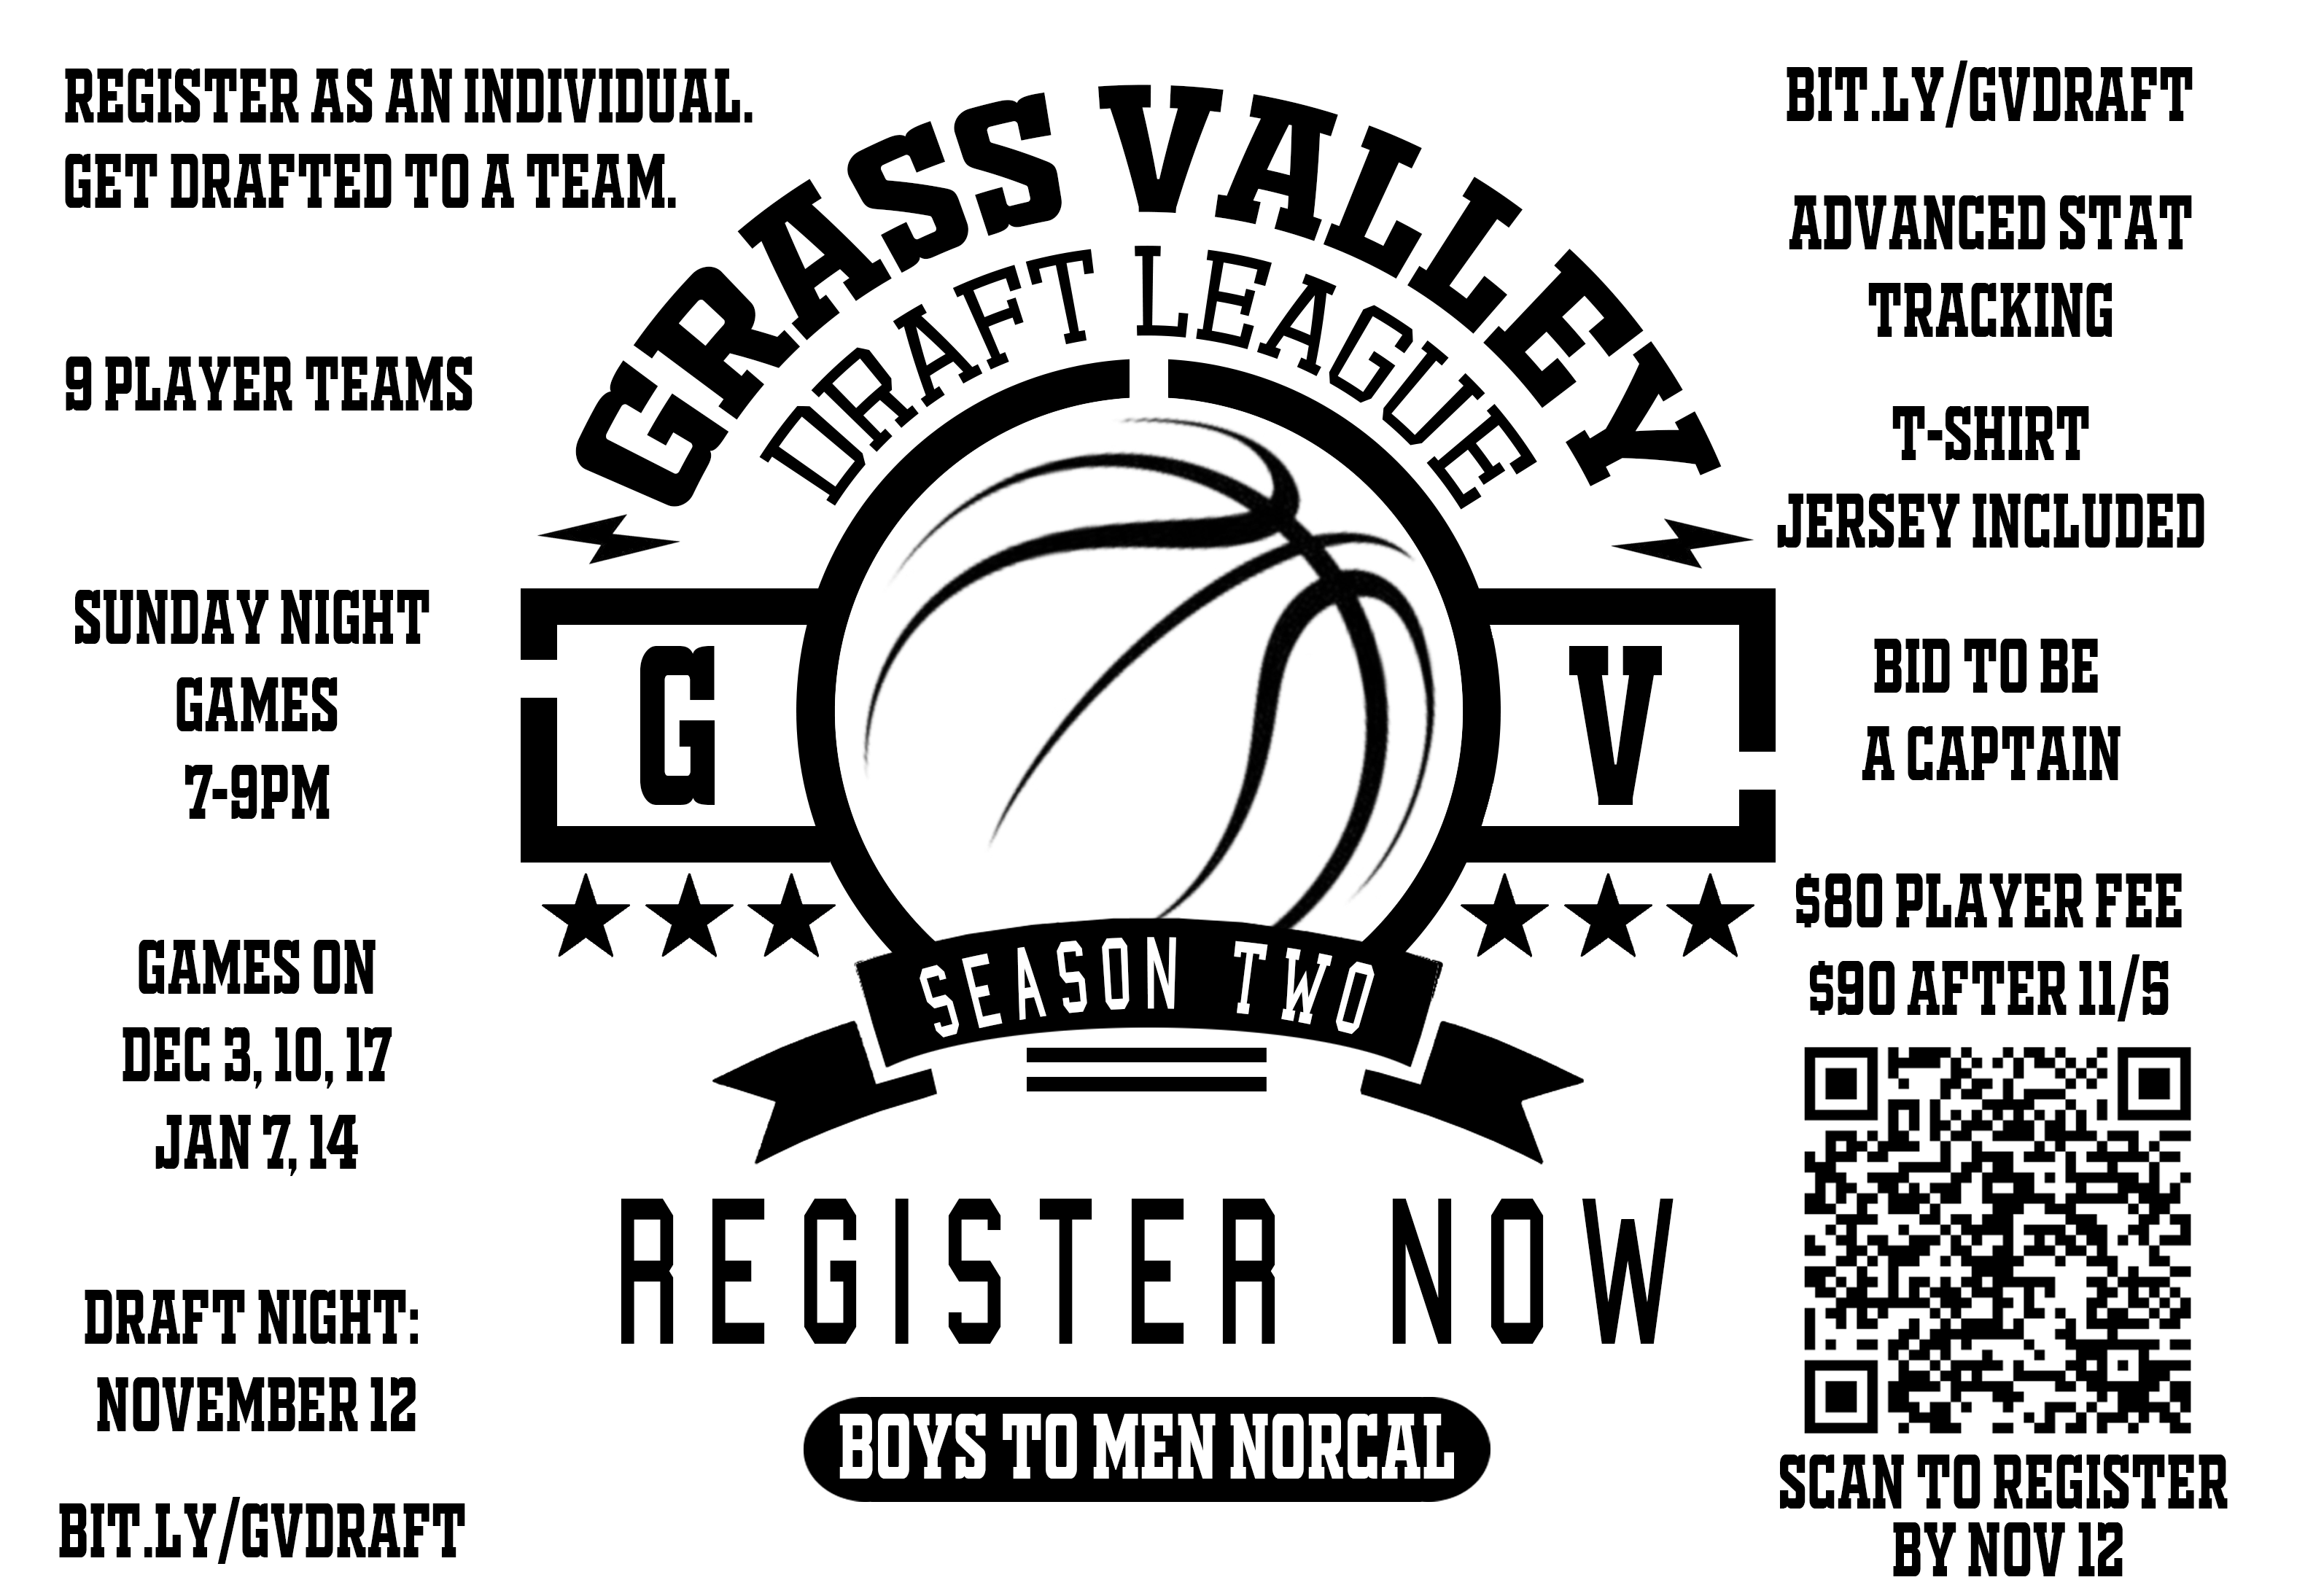 REGISTER AS AN INDIVIDUAL.
GET DRAFTED TO A TEAM.
9 PLAYER TEAMS
SUNDAY NIGHT
GAMES
7-9PM
GAMES ON
DEC 3, 10, 17
JAN 7, 14
DRAFT NIGHT:
NOVEMBER 12
BIT.LY/GVDRAFT
GRASS VALLEY
DRAFT LEAGUE
G V
SEASON TWO
REGISTER NOW
BOYS TO MEN NORCAL
BIT.LY/GVDRAFT
ADVANCED STAT
TRACKING
T-SHIRT
JERSEY INCLUDED
BID TO BE
A CAPTAIN
$80 PLAYER FEE
$90 AFTER 11/5
SCAN TO REGISTER
BY NOV 12